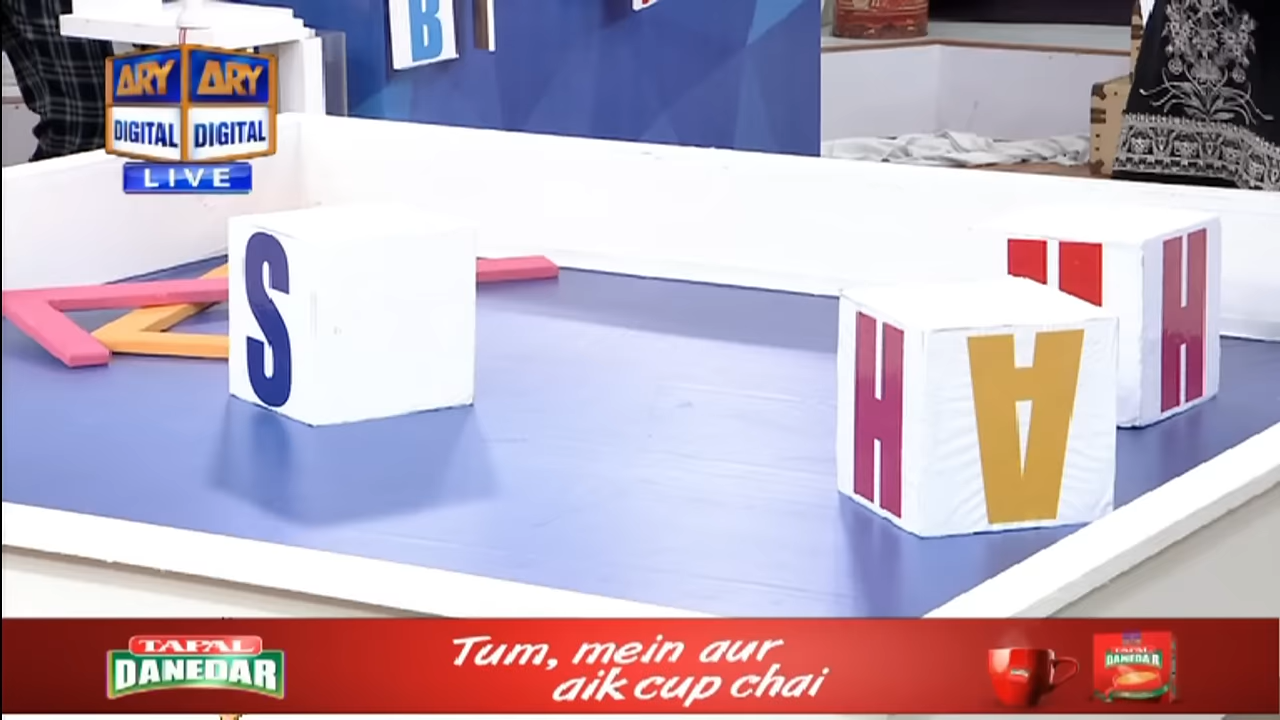 B
ARY ARY
DIGITAL DIGITAL
LIVE
S
H
H
H
A
TAPAL
DANEDAR
Tum, mein aur
aik cup chai
TAPAL
DANEDAR